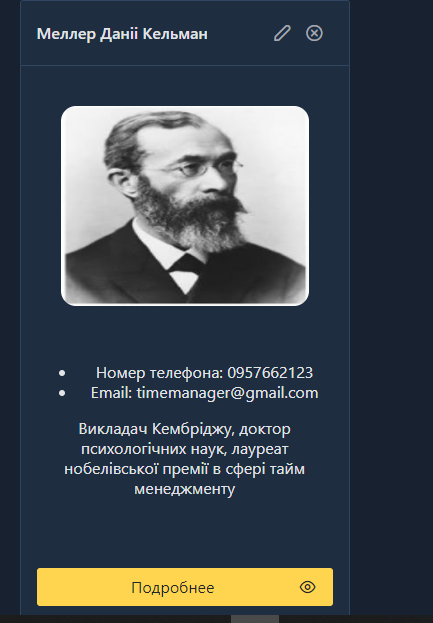 Меллер Данії Кельман
Номер телефона: 0957662123
Email: timemanager@gmail.com
Викладач Кембріджу, доктор
психологічних наук, лауреат
нобелівської премії в сфері тайм
менеджменту
Подробнее